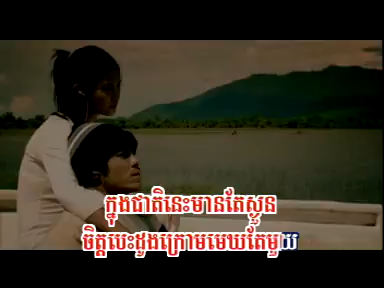 ក្នុងជាតិនេះមានតែស្ងួន
ចិត្តបេះដូងក្រោមមេឃតែមួយ